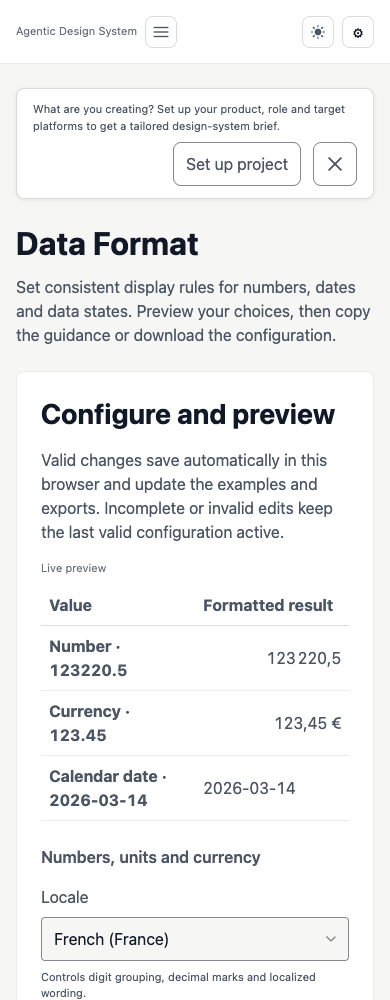 Agentic Design System
What are you creating? Set up your product, role and target
platforms to get a tailored design-system brief.
Set up project
Data Format
Set consistent display rules for numbers, dates
and data states. Preview your choices, then copy
the guidance or download the configuration.
Configure and preview
Valid changes save automatically in this
browser and update the examples and
exports. Incomplete or invalid edits keep
the last valid configuration active.
Live preview
Value Formatted result
Number ·
123220.5
123 220,5
Currency ·
123.45
123,45 €
Calendar date ·
2026-03-14
2026-03-14
Numbers, units and currency
Locale
French (France)
Controls digit grouping, decimal marks and localized
wording.